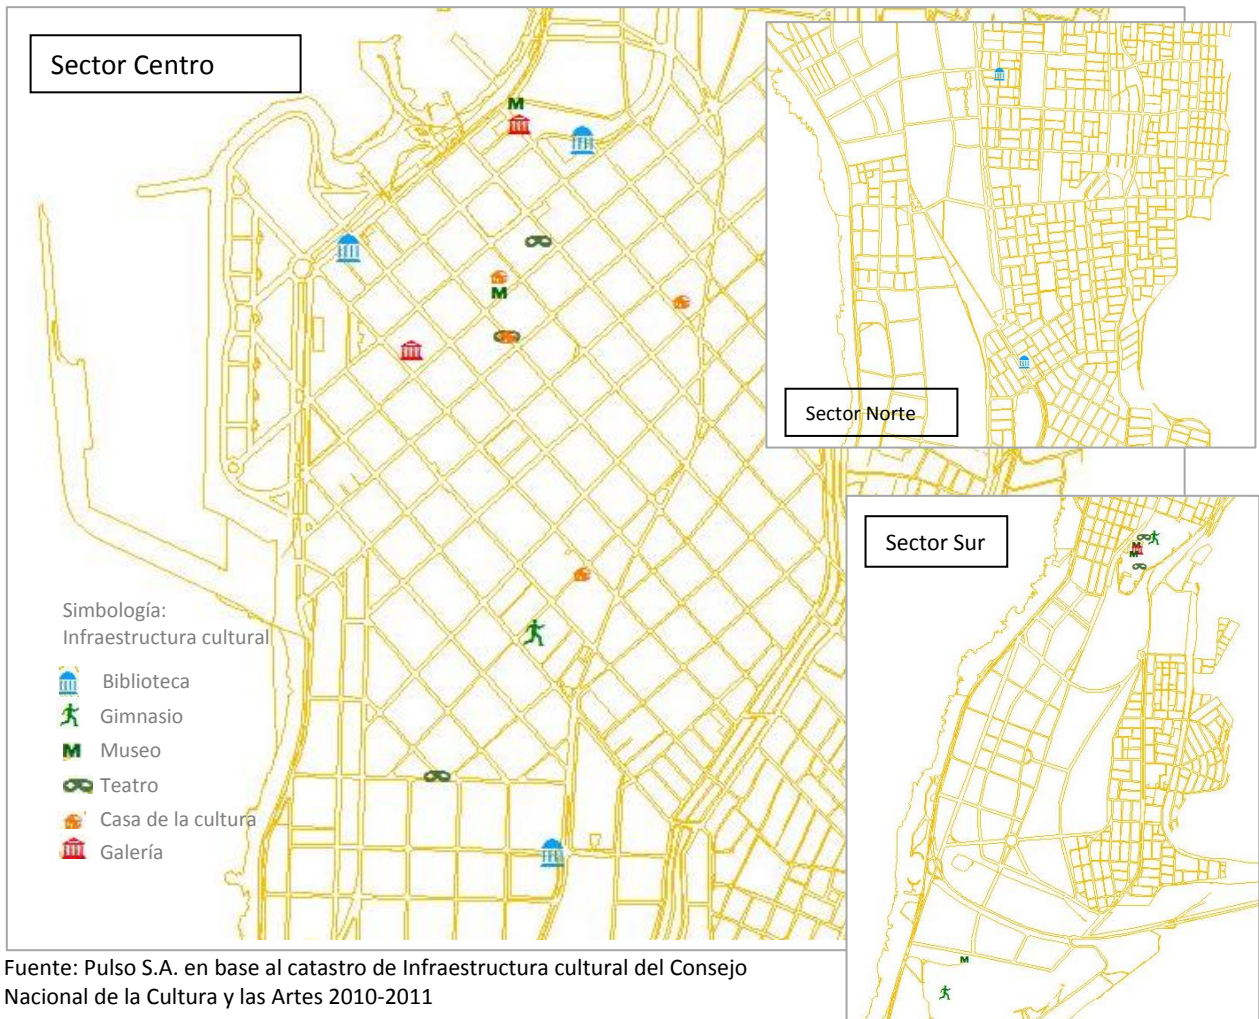 Sector Centro
Sector Norte
Sector Sur
Simbología:
Infraestructura cultural
Biblioteca
Gimnasio
M Museo
Teatro
Casa de la cultura
Galería
M
M
M
M
M
Fuente: Pulso S.A. en base al catastro de Infraestructura cultural del Consejo
Nacional de la Cultura y las Artes 2010-2011